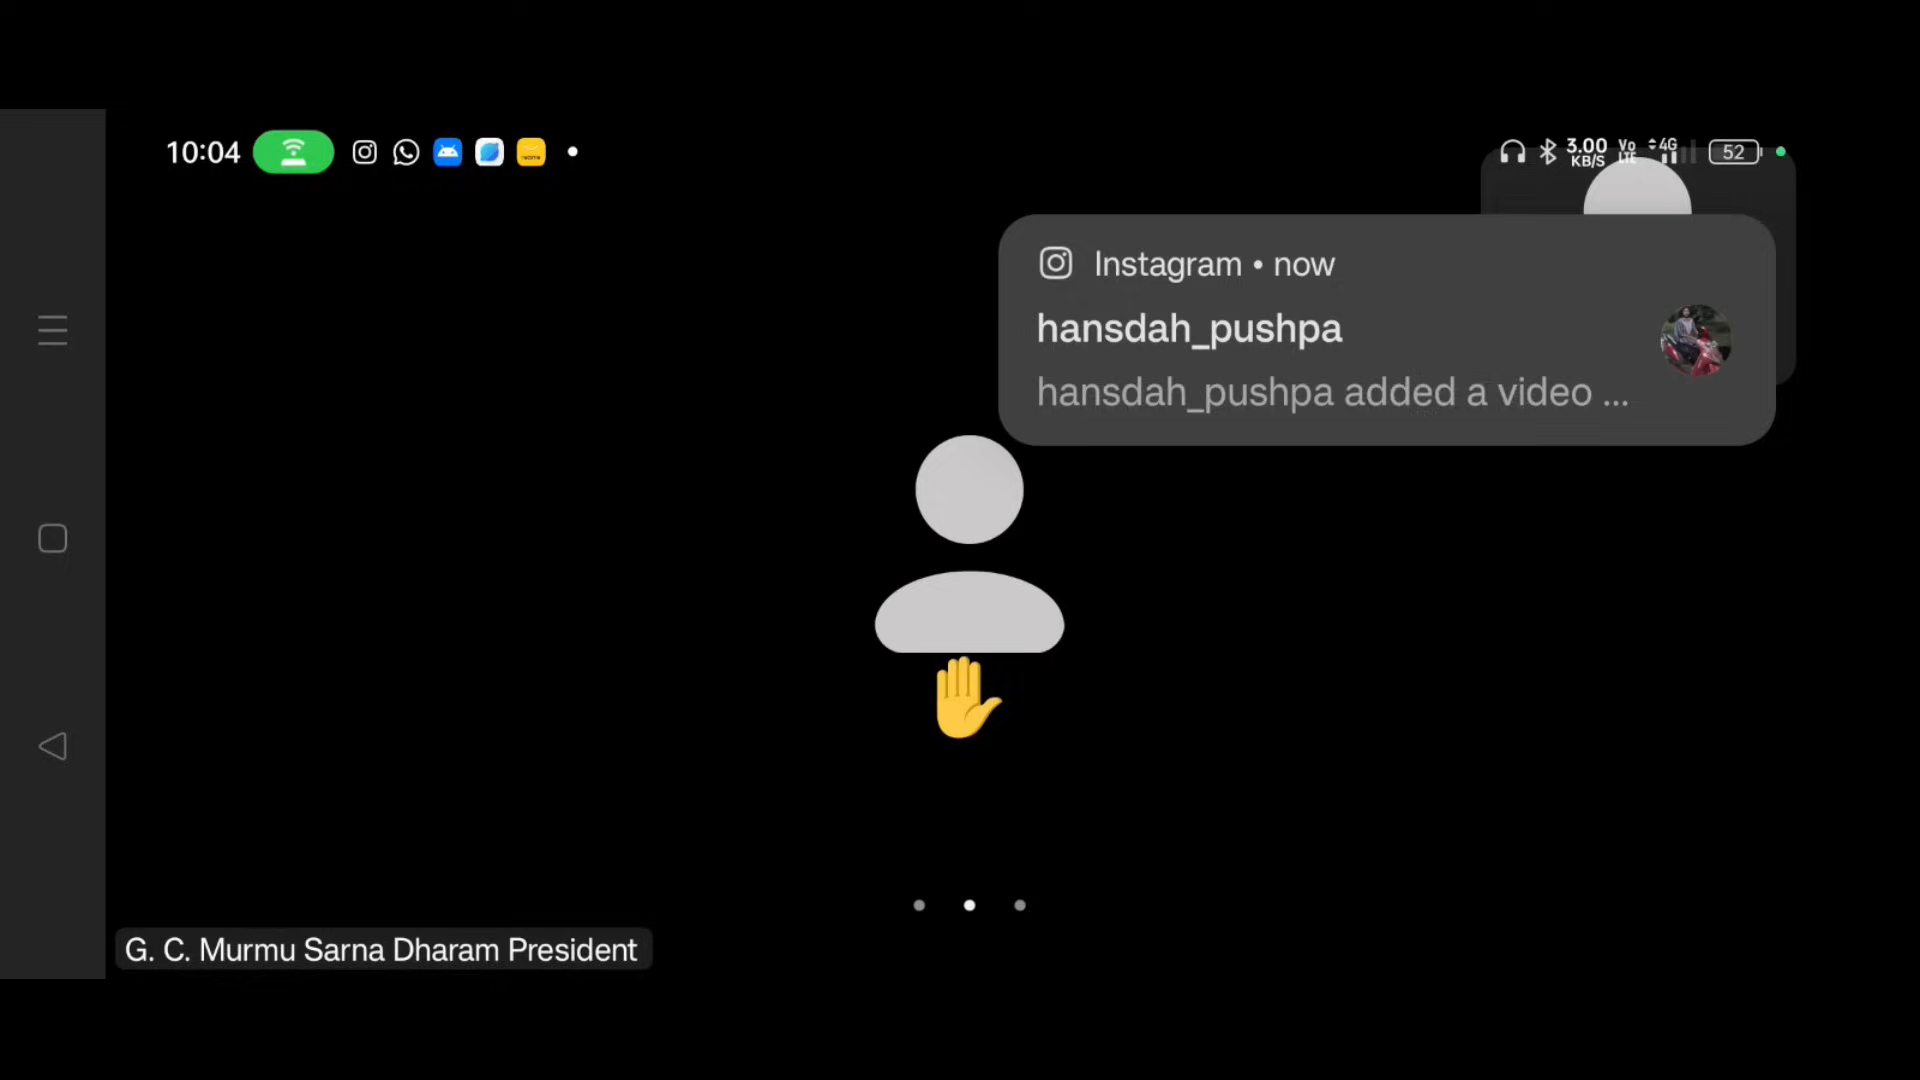 10:04
3.00 KB/S Vo LTE 4G 52
Instagram • now
hansdah_pushpa
hansdah_pushpa added a video ...
G. C. Murmu Sarna Dharam President